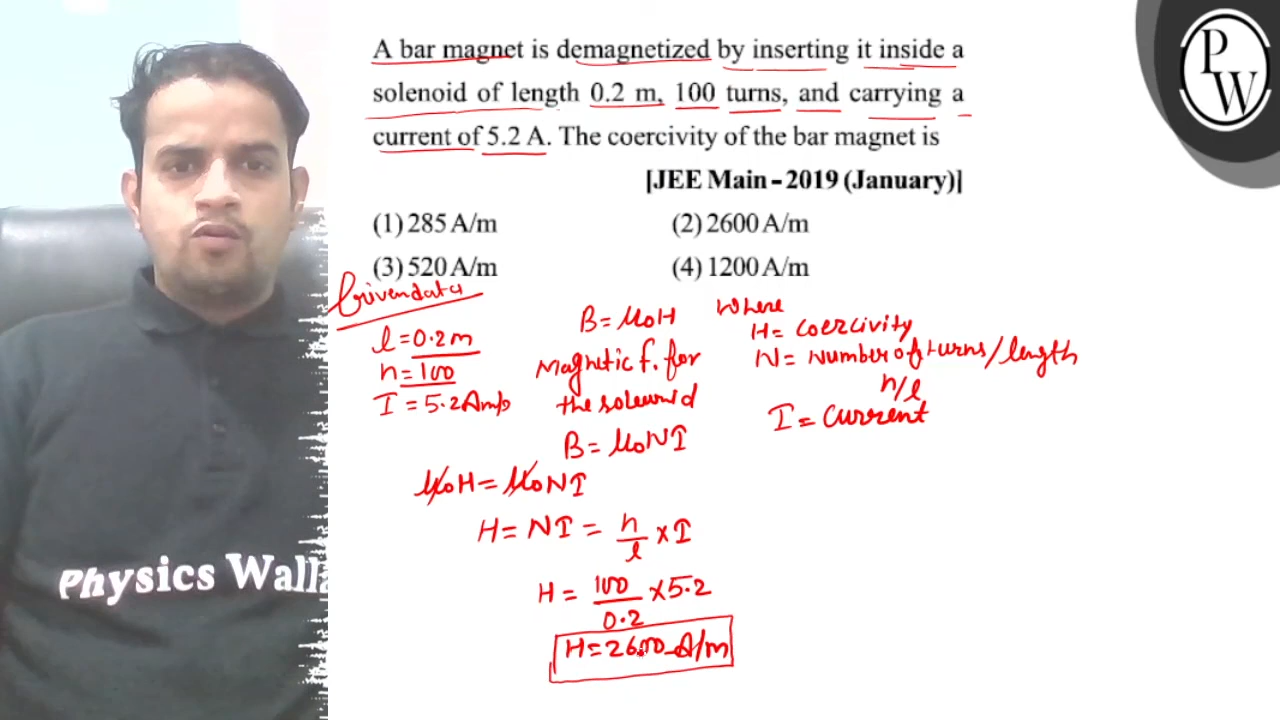 A bar magnet is demagnetized by inserting it inside a
solenoid of length 0.2 m, 100 turns, and carrying a
current of 5.2 A. The coercivity of the bar magnet is
[JEE Main - 2019 (January)]
(1) 285 A/m
(2) 2600 A/m
(3) 520 A/m
(4) 1200 A/m
Given data
l = 0.2 m
n = 100
I = 5.2 Amp
B = μ₀H
Magnetic f. for
the solenoid
B = μ₀NI
Where
H = coercivity
N = Number of turns/length
n/l
I = Current
μ₀H = μ₀NI
H = NI = n/l × I
H = 100/0.2 × 5.2
H = 2600 A/m
Physics Walla
P
W